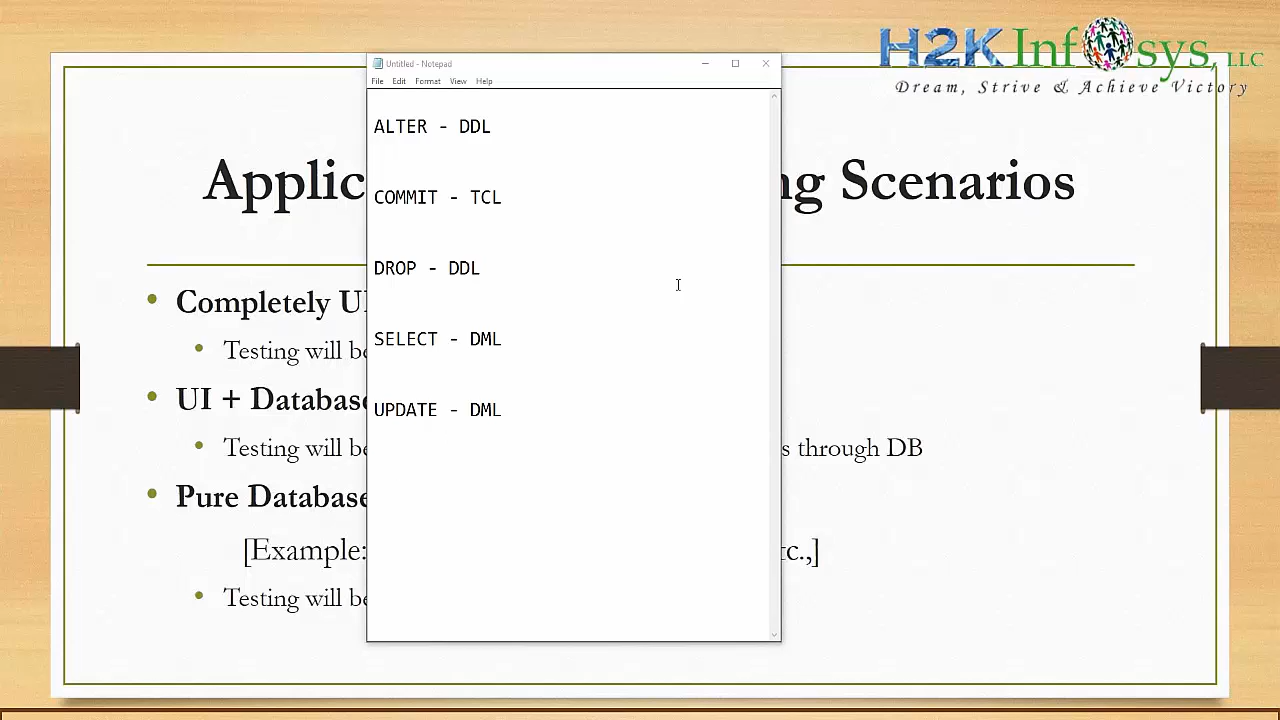 H2K Infosys, LLC
Dream, Strive & Achieve Victory
Untitled - Notepad
File Edit Format View Help
ALTER - DDL
COMMIT - TCL
DROP - DDL
SELECT - DML
UPDATE - DML
Applic ng Scenarios
Completely U
Testing will be
UI + Database
Testing will be s through DB
Pure Database
[Example: tc.,]
Testing will be